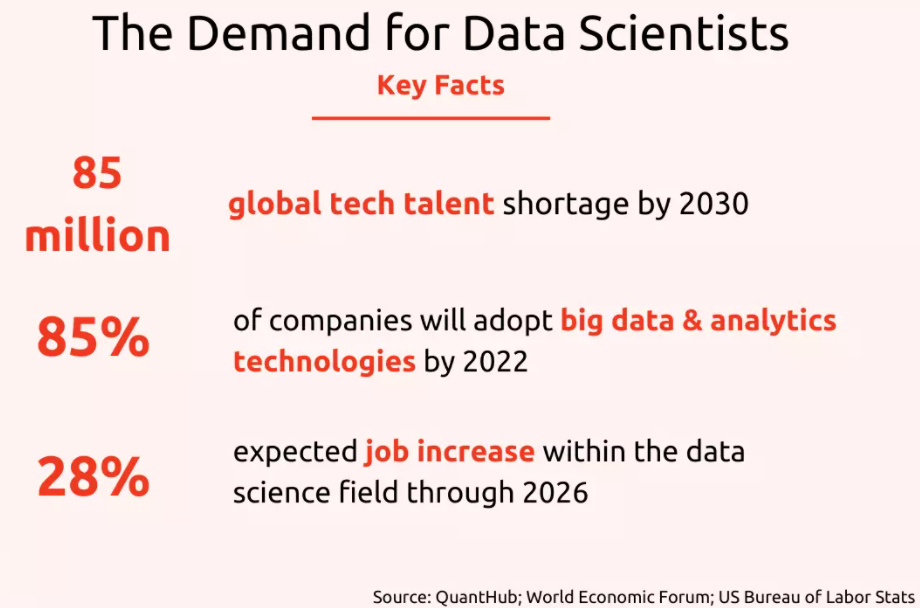 The Demand for Data Scientists
Key Facts
85
million
global tech talent shortage by 2030
85%
of companies will adopt big data & analytics
technologies by 2022
28%
expected job increase within the data
science field through 2026
Source: QuantHub; World Economic Forum; US Bureau of Labor Stats